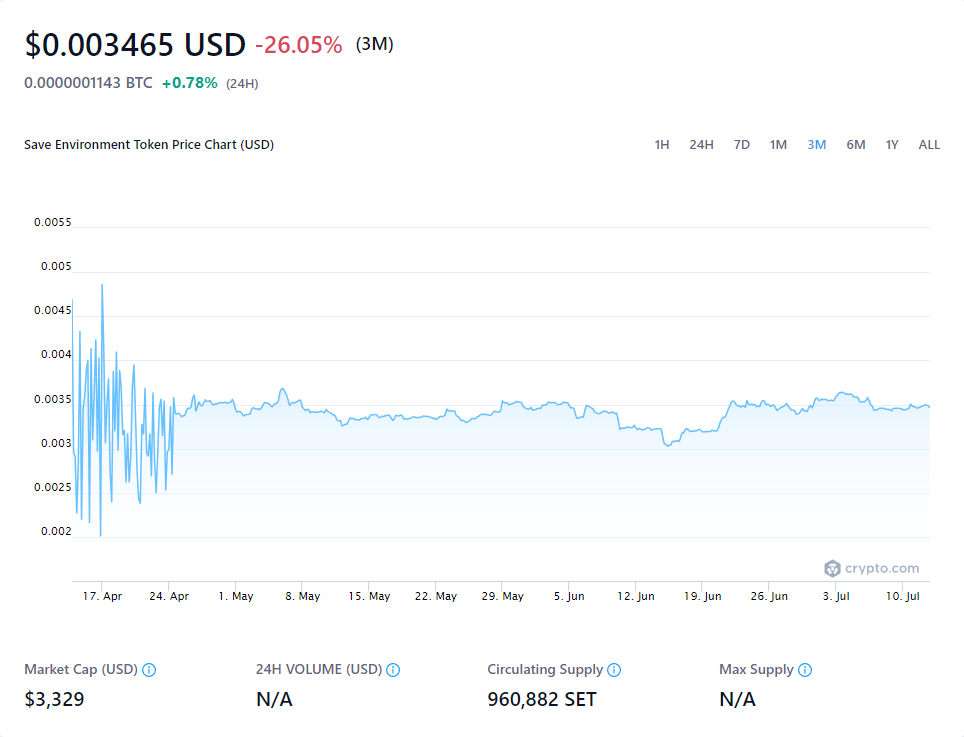 $0.003465 USD -26.05% (3M)
0.0000001143 BTC +0.78% (24H)
Save Environment Token Price Chart (USD) 1H 24H 7D 1M 3M 6M 1Y ALL
0.0055
0.005
0.0045
0.004
0.0035
0.003
0.0025
0.002
crypto.com
17. Apr 24. Apr 1. May 8. May 15. May 22. May 29. May 5. Jun 12. Jun 19. Jun 26. Jun 3. Jul 10. Jul
Market Cap (USD) 24H VOLUME (USD) Circulating Supply Max Supply
$3,329 N/A 960,882 SET N/A